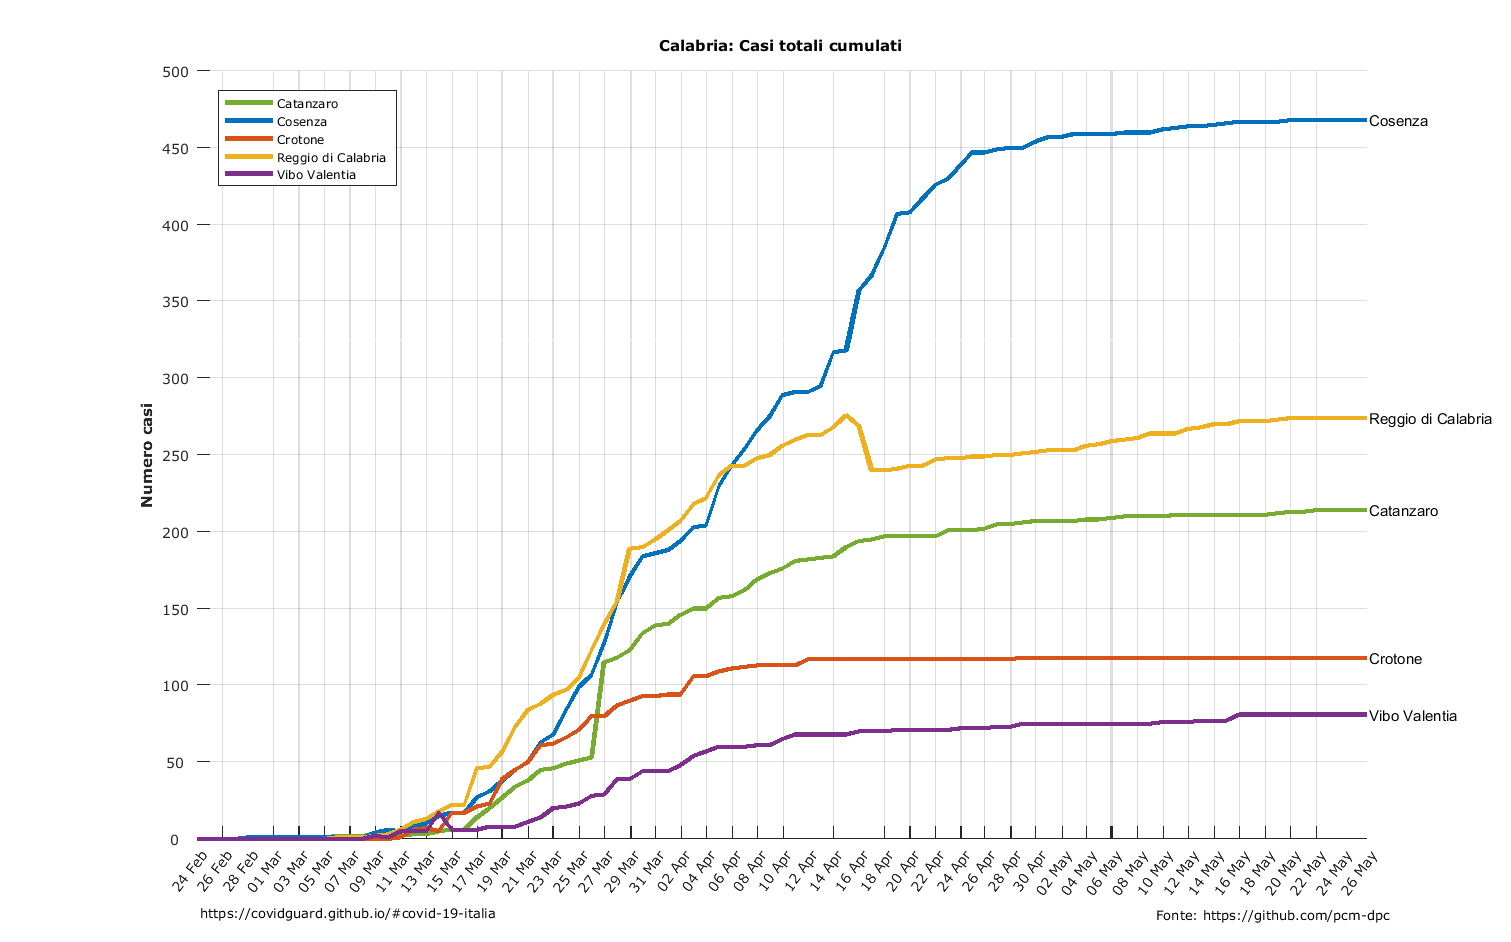 Calabria: Casi totali cumulati
500
450
400
350
300
250
200
150
100
50
0
Numero casi
Catanzaro
Cosenza
Crotone
Reggio di Calabria
Vibo Valentia
Cosenza
Reggio di Calabria
Catanzaro
Crotone
Vibo Valentia
24 Feb
26 Feb
28 Feb
01 Mar
03 Mar
05 Mar
07 Mar
09 Mar
11 Mar
13 Mar
15 Mar
17 Mar
19 Mar
21 Mar
23 Mar
25 Mar
27 Mar
29 Mar
31 Mar
02 Apr
04 Apr
06 Apr
08 Apr
10 Apr
12 Apr
14 Apr
16 Apr
18 Apr
20 Apr
22 Apr
24 Apr
26 Apr
28 Apr
30 Apr
02 May
04 May
06 May
08 May
10 May
12 May
14 May
16 May
18 May
20 May
22 May
24 May
26 May
https://covidguard.github.io/#covid-19-italia
Fonte: https://github.com/pcm-dpc